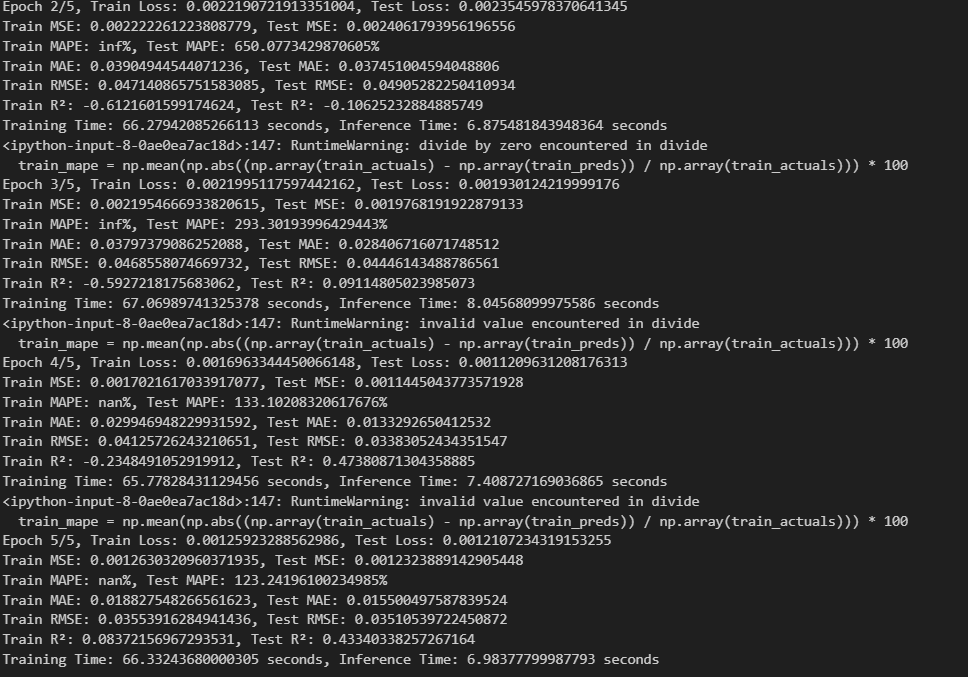 Epoch 2/5, Train Loss: 0.0022190721913351004, Test Loss: 0.0023545978370641345
Train MSE: 0.002222261223808779, Test MSE: 0.0024061793956196556
Train MAPE: inf%, Test MAPE: 650.0773429870605%
Train MAE: 0.03904944544071236, Test MAE: 0.037451004594048806
Train RMSE: 0.047140865751583085, Test RMSE: 0.04905282250410934
Train R²: -0.6121601599174624, Test R²: -0.10625232884885749
Training Time: 66.27942085266113 seconds, Inference Time: 6.875481843948364 seconds
<ipython-input-8-0ae0ea7ac18d>:147: RuntimeWarning: divide by zero encountered in divide
  train_mape = np.mean(np.abs((np.array(train_actuals) - np.array(train_preds)) / np.array(train_actuals))) * 100
Epoch 3/5, Train Loss: 0.0021995117597442162, Test Loss: 0.001930124219999176
Train MSE: 0.0021954666933820615, Test MSE: 0.0019768191922879133
Train MAPE: inf%, Test MAPE: 293.30193996429443%
Train MAE: 0.03797379086252088, Test MAE: 0.028406716071748512
Train RMSE: 0.0468558074669732, Test RMSE: 0.04446143488786561
Train R²: -0.5927218175683062, Test R²: 0.09114805023985073
Training Time: 67.06989741325378 seconds, Inference Time: 8.04568099975586 seconds
<ipython-input-8-0ae0ea7ac18d>:147: RuntimeWarning: invalid value encountered in divide
  train_mape = np.mean(np.abs((np.array(train_actuals) - np.array(train_preds)) / np.array(train_actuals))) * 100
Epoch 4/5, Train Loss: 0.0016963344450066148, Test Loss: 0.0011209631208176313
Train MSE: 0.0017021617033917077, Test MSE: 0.0011445043773571928
Train MAPE: nan%, Test MAPE: 133.10208320617676%
Train MAE: 0.029946948229931592, Test MAE: 0.0133292650412532
Train RMSE: 0.04125726243210651, Test RMSE: 0.03383052434351547
Train R²: -0.2348491052919912, Test R²: 0.47380871304358885
Training Time: 65.77828431129456 seconds, Inference Time: 7.408727169036865 seconds
<ipython-input-8-0ae0ea7ac18d>:147: RuntimeWarning: invalid value encountered in divide
  train_mape = np.mean(np.abs((np.array(train_actuals) - np.array(train_preds)) / np.array(train_actuals))) * 100
Epoch 5/5, Train Loss: 0.00125923288562986, Test Loss: 0.0012107234319153255
Train MSE: 0.0012630320960371935, Test MSE: 0.0012323889142905448
Train MAPE: nan%, Test MAPE: 123.24196100234985%
Train MAE: 0.018827548266561623, Test MAE: 0.015500497587839524
Train RMSE: 0.03553916284941436, Test RMSE: 0.03510539722450872
Train R²: 0.08372156967293531, Test R²: 0.43340338257267164
Training Time: 66.33243680000305 seconds, Inference Time: 6.98377799987793 seconds